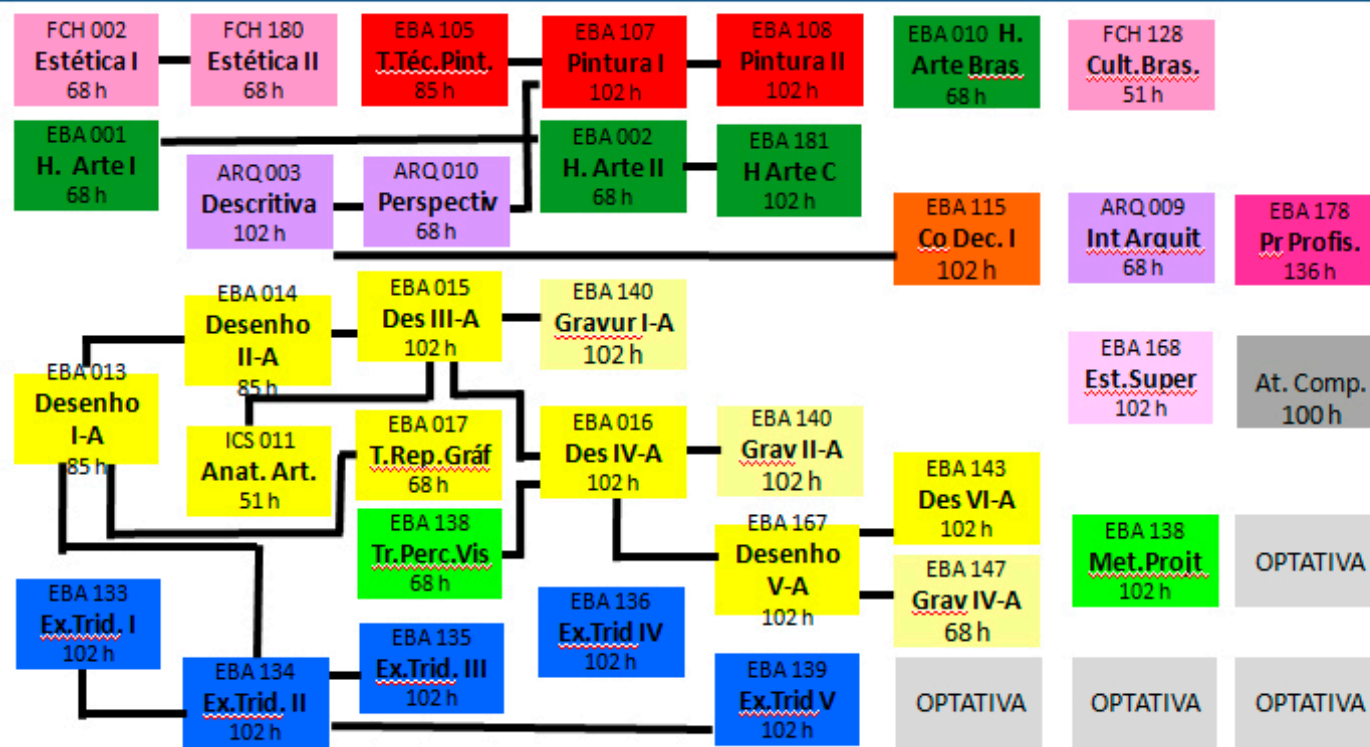 FCH 002
Estética I
68 h
FCH 180
Estética II
68 h
EBA 105
T.Téc.Pint.
85 h
EBA 107
Pintura I
102 h
EBA 108
Pintura II
102 h
EBA 010 H.
Arte Bras
68 h
FCH 128
Cult.Bras.
51 h
EBA 001
H. Arte I
68 h
ARQ 003
Descritiva
102 h
ARQ 010
Perspectiv
68 h
EBA 002
H. Arte II
68 h
EBA 181
H Arte C
102 h
EBA 115
Co Dec. I
102 h
ARQ 009
Int Arquit
68 h
EBA 178
Pr Profis.
136 h
EBA 014
Desenho
II-A
85 h
EBA 015
Des III-A
102 h
EBA 140
Gravur I-A
102 h
EBA 168
Est.Super
102 h
At. Comp.
100 h
EBA 013
Desenho
I-A
85 h
ICS 011
Anat. Art.
51 h
EBA 017
T.Rep.Gráf
68 h
EBA 016
Des IV-A
102 h
EBA 140
Grav II-A
102 h
EBA 143
Des VI-A
102 h
EBA 138
Tr.Perc.Vis
68 h
EBA 167
Desenho
V-A
102 h
EBA 147
Grav IV-A
68 h
EBA 138
Met.Projt
102 h
OPTATIVA
EBA 133
Ex.Trid. I
102 h
EBA 134
Ex.Trid. II
102 h
EBA 135
Ex.Trid. III
102 h
EBA 136
Ex.Trid IV
102 h
EBA 139
Ex.Trid V
102 h
OPTATIVA
OPTATIVA
OPTATIVA